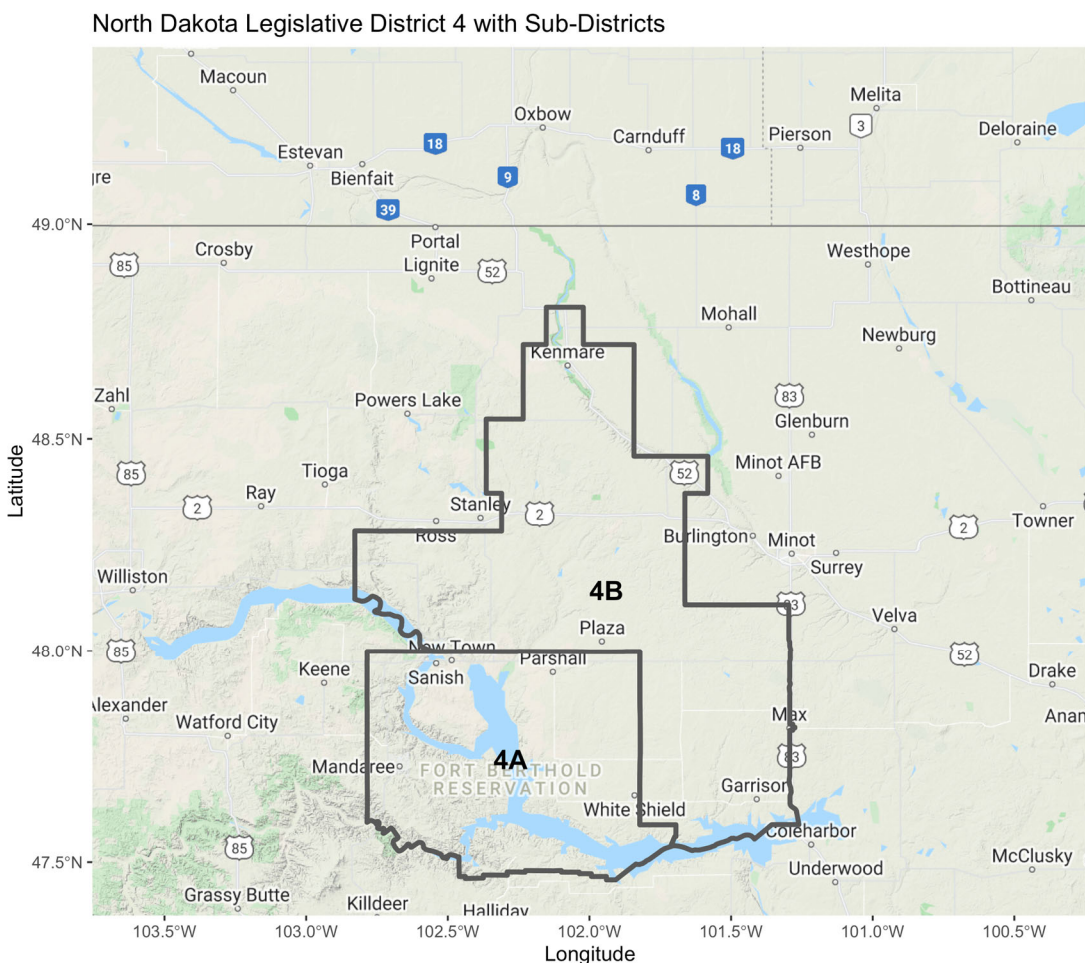 North Dakota Legislative District 4 with Sub-Districts
Macoun
Melita
Oxbow
Carnduff
Pierson
3
Deloraine
Estevan
18
18
Bienfait
9
gre
39
8
49.0°N
Portal
Crosby
Westhope
85
Lignite
52
Bottineau
Mohall
Newburg
Kenmare
Zahl
Powers Lake
83
Glenburn
48.5°N
Tioga
85
52
Minot AFB
Ray
Stanley
2
2
Towner
2
Ross
Burlington
Minot
Surrey
Williston
4B
83
Velva
Plaza
48.0°N
85
New Town
Parshall
52
Keene
Sanish
Drake
Alexander
Max
Anan
Watford City
83
4A
Mandaree
FORT BERTHOLD
RESERVATION
Garrison
White Shield
Coleharbor
85
47.5°N
McClusky
Underwood
Grassy Butte
Killdeer
Halliday
103.5°W
103.0°W
102.5°W
102.0°W
101.5°W
101.0°W
100.5°W
Longitude
Latitude